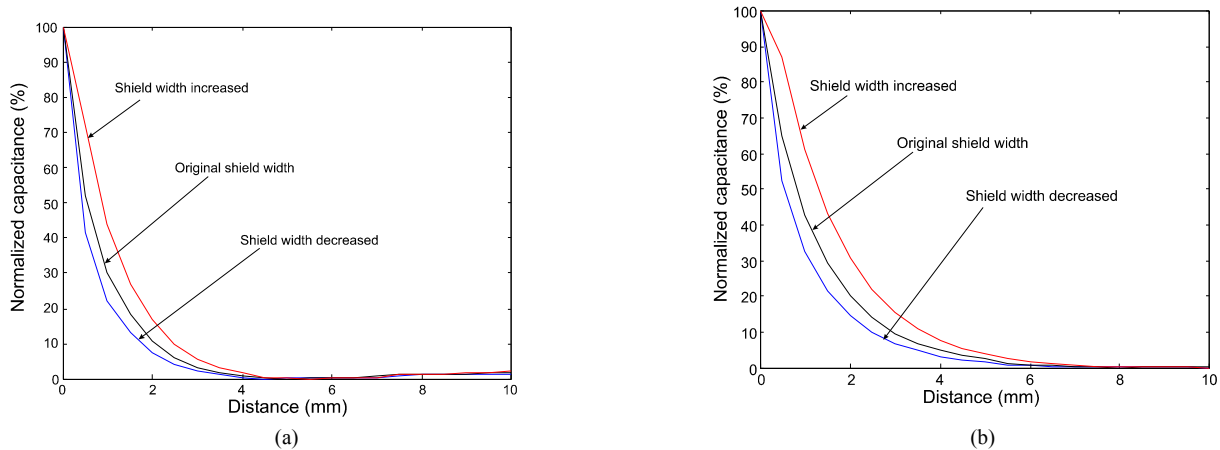 100
90
80
70
60
50
40
30
20
10
0
Normalized capacitance (%)
Shield width increased
Original shield width
Shield width decreased
0
2
4
6
8
10
Distance (mm)
(a)
100
90
80
70
60
50
40
30
20
10
0
Normalized capacitance (%)
Shield width increased
Original shield width
Shield width decreased
0
2
4
6
8
10
Distance (mm)
(b)